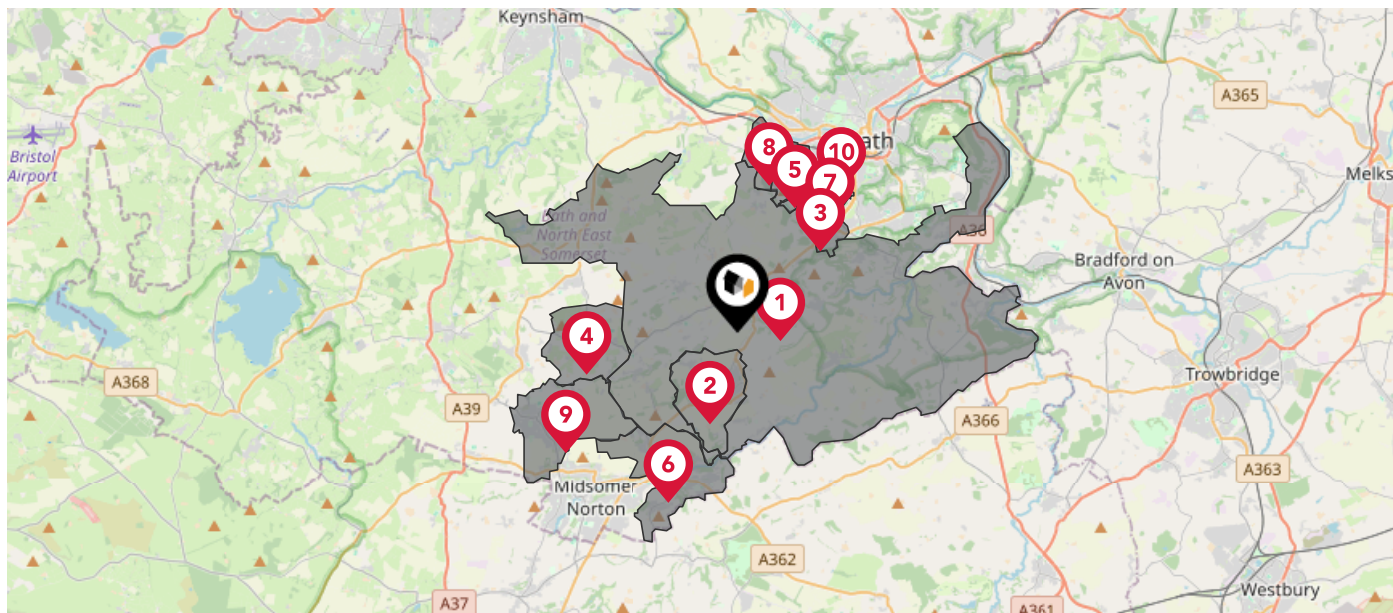 Keynsham
A365
Bristol
Airport
8
10
ath
5
7
Melks
3
Bath and
North East
Somerset
A36
Bradford on
Avon
1
4
Trowbridge
A368
2
A39
9
A366
6
A363
Midsomer
Norton
A362
Westbury
A37
A361